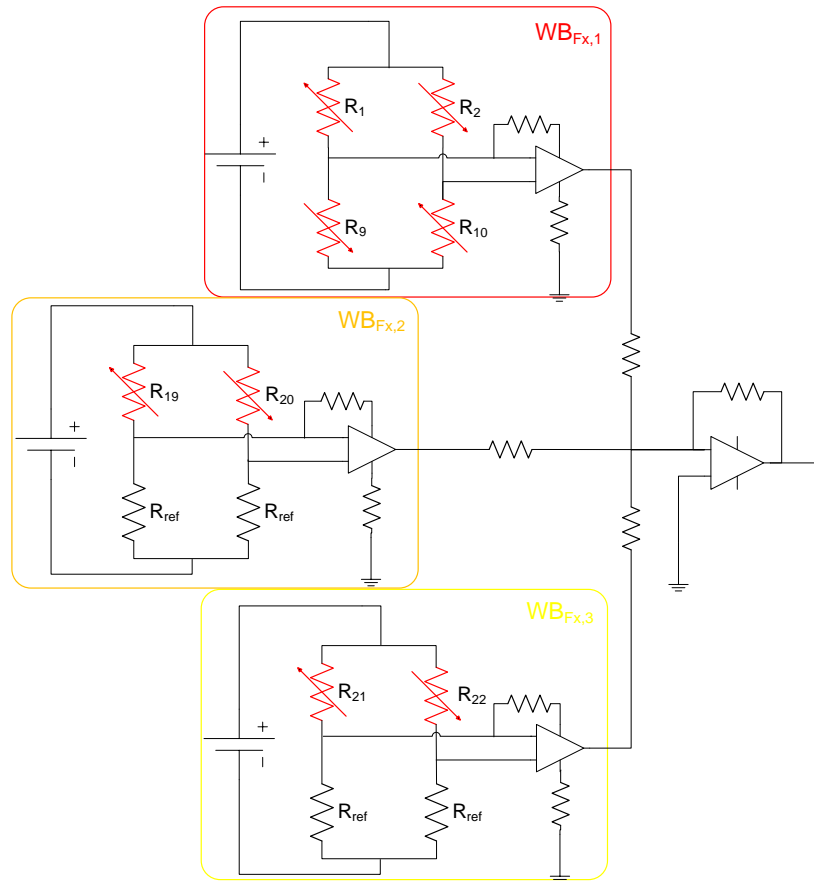 WBFx,1
+
R1
R2
R9
R10
WBFx,2
+
R19
R20
Rref
Rref
WBFx,3
+
R21
R22
Rref
Rref